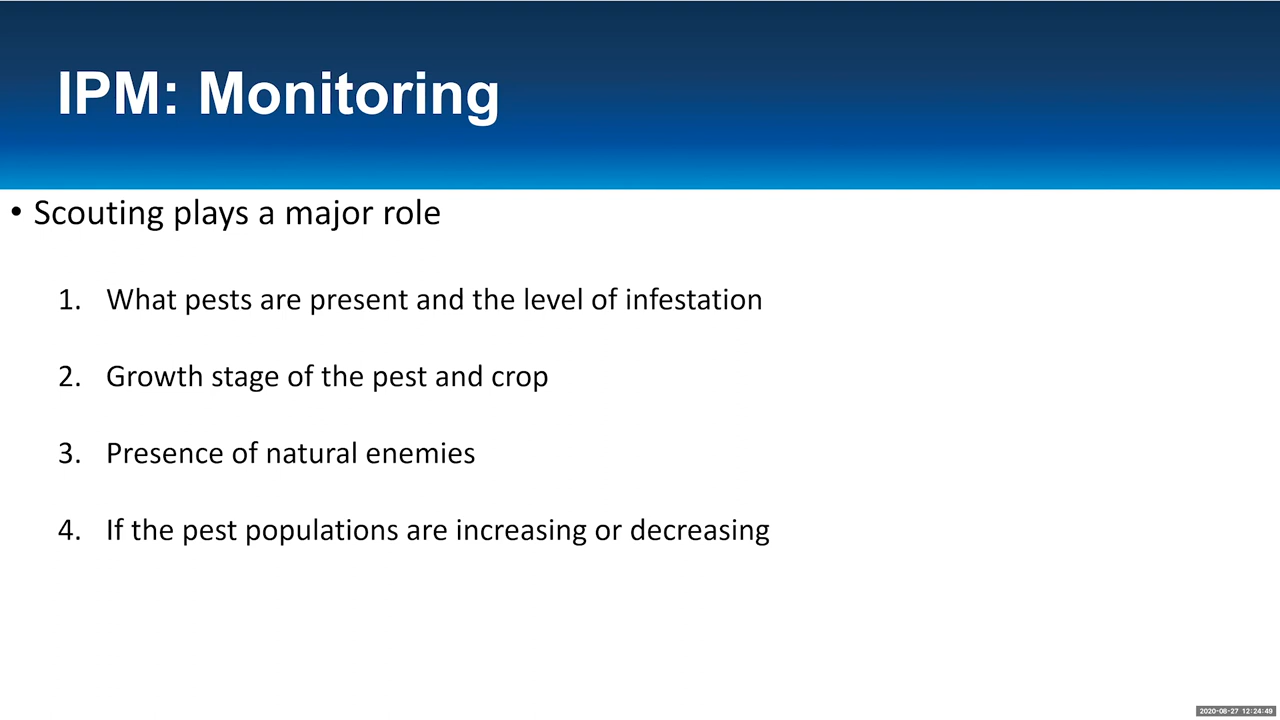 IPM: Monitoring
• Scouting plays a major role
1. What pests are present and the level of infestation
2. Growth stage of the pest and crop
3. Presence of natural enemies
4. If the pest populations are increasing or decreasing
2020-08-27 12:24:49